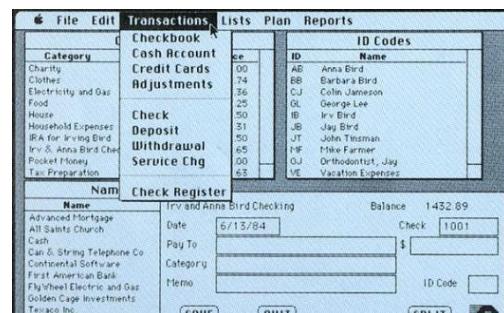 File Edit Transactions Lists Plan Reports
Checkbook
Cash Account
Credit Cards
Adjustments
Check
Deposit
Withdrawal
Service Chg
Check Register
Category
Charity .00
Clothes 74
Electricity and Gas .36
Food .25
House .50
Household Expenses .31
IRA for Irving Bird .50
Irv & Anna Bird Chec .65
Pocket Money .00
Tax Preparation .63
ID Codes
ID Name
AB Anna Bird
BB Barbara Bird
CJ Colin Jameson
GL George Lee
IB Irv Bird
JB Jay Bird
JT John Tinsman
MF Mike Farmer
OJ Orthodontist, Jay
VE Vacation Expenses
Nam
Name
Advanced Mortgage
All Saints Church
Cash
Can & String Telephone Co
Continental Software
First American Bank
FlyWheel Electric and Gas
Golden Cage Investments
Texaco Inc
Irv and Anna Bird Checking Balance 1432.89
Date 6/13/84 Check 1001
Pay To $
Category
Memo ID Code
SAVE QUIT SPLIT